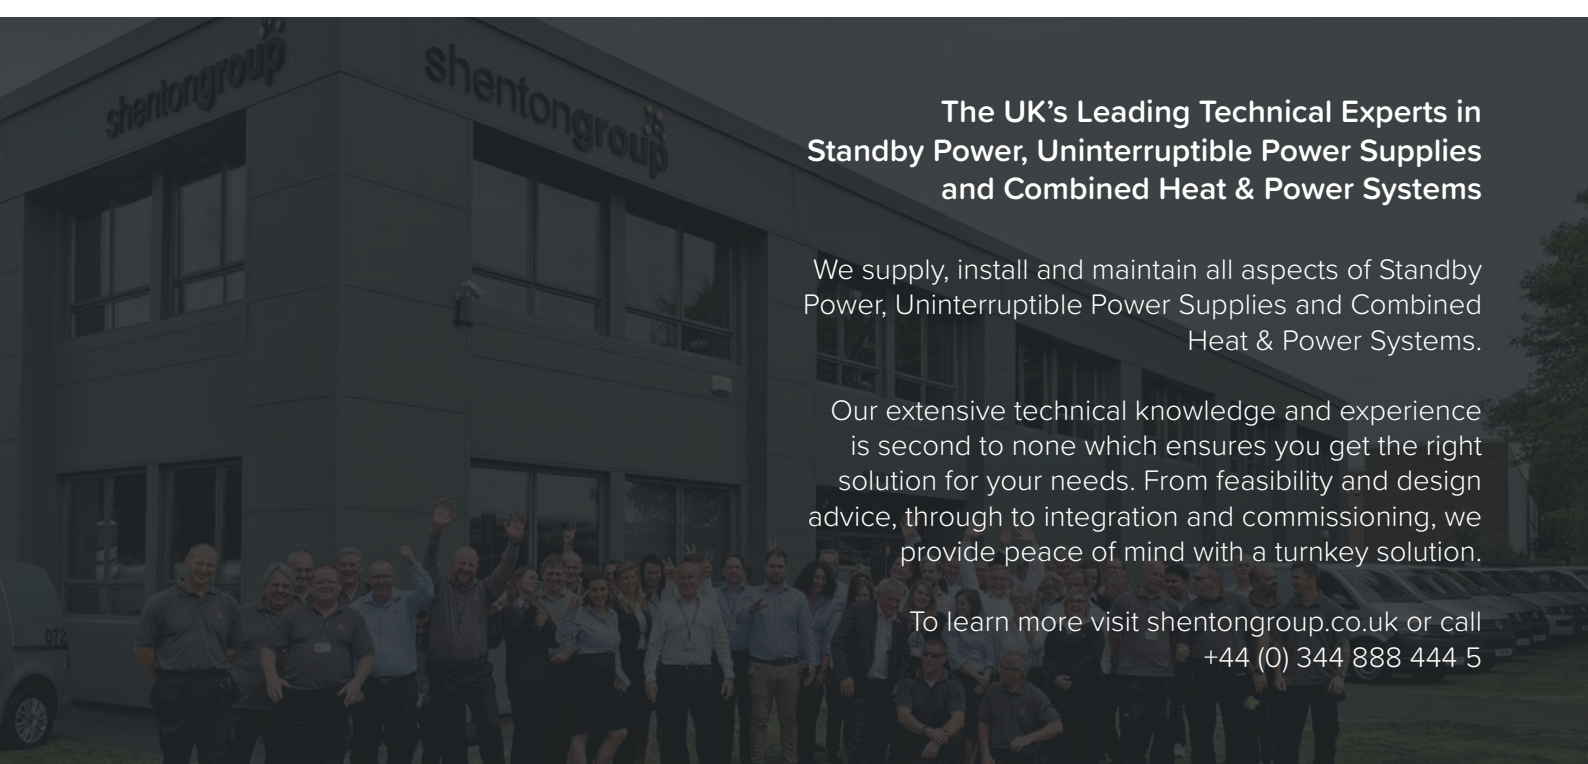 shentongroup
shentongroup
The UK's Leading Technical Experts in
Standby Power, Uninterruptible Power Supplies
and Combined Heat & Power Systems
We supply, install and maintain all aspects of Standby
Power, Uninterruptible Power Supplies and Combined
Heat & Power Systems.
Our extensive technical knowledge and experience
is second to none which ensures you get the right
solution for your needs. From feasibility and design
advice, through to integration and commissioning, we
provide peace of mind with a turnkey solution.
To learn more visit shentongroup.co.uk or call
+44 (0) 344 888 444 5
072